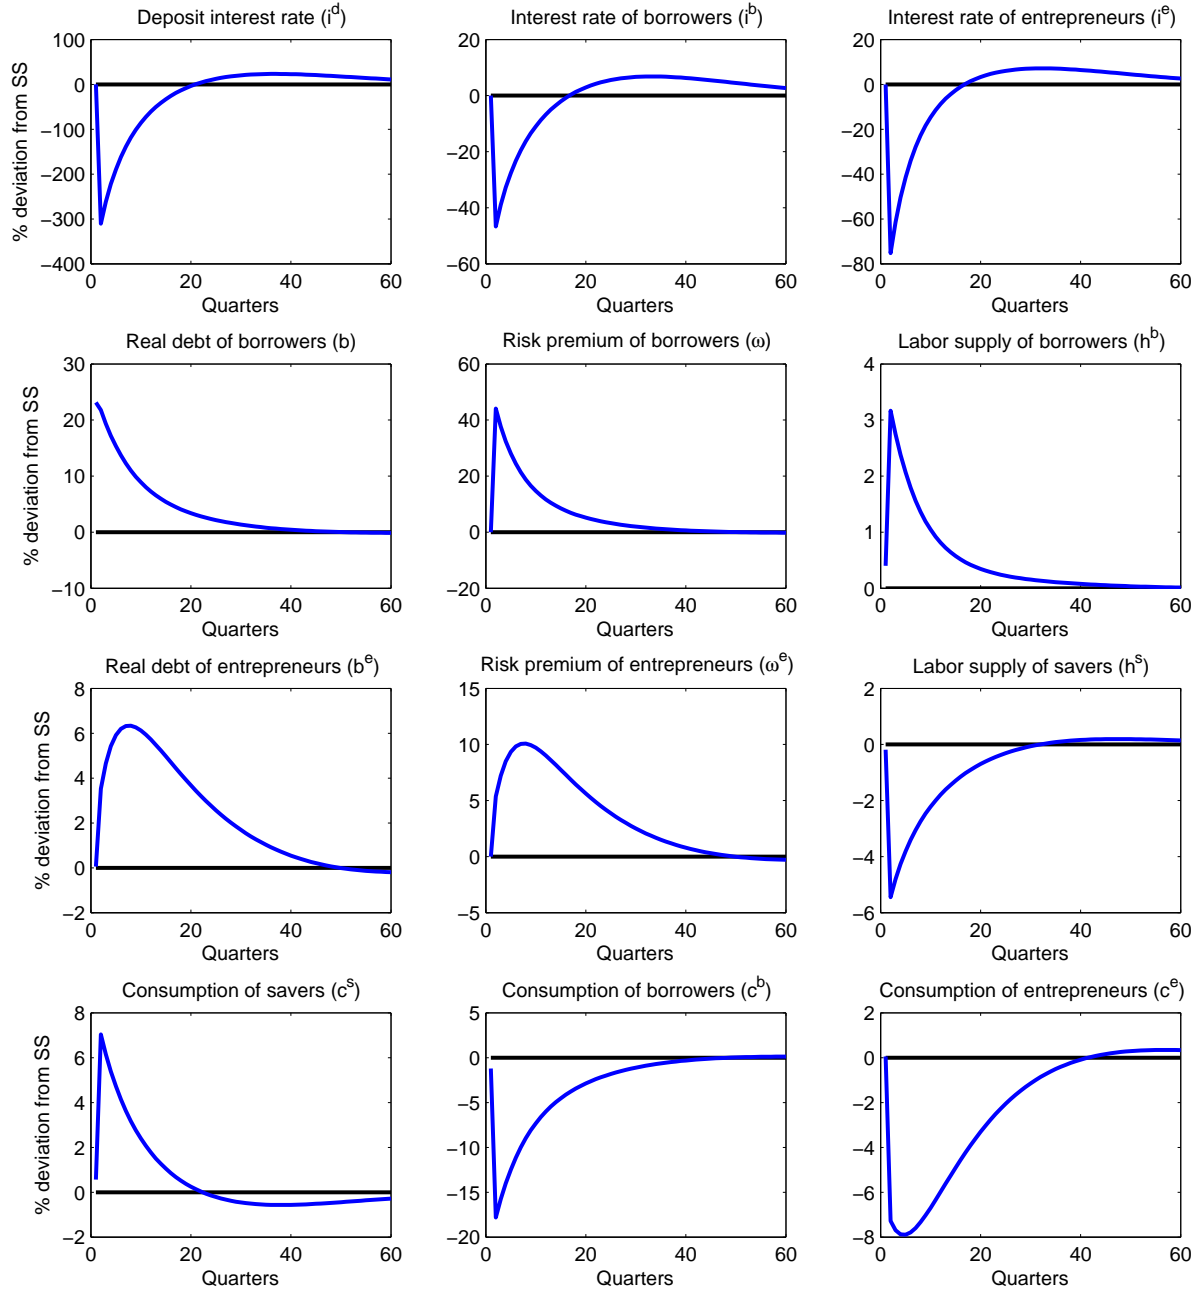 Deposit interest rate (i^d)
Interest rate of borrowers (i^b)
Interest rate of entrepreneurs (i^e)
% deviation from SS
100
0
−100
−200
−300
−400
0 20 40 60
Quarters
20
0
−20
−40
−60
0 20 40 60
Quarters
20
0
−20
−40
−60
−80
0 20 40 60
Quarters
Real debt of borrowers (b)
Risk premium of borrowers (ω)
Labor supply of borrowers (h^b)
% deviation from SS
30
20
10
0
−10
0 20 40 60
Quarters
60
40
20
0
−20
0 20 40 60
Quarters
4
3
2
1
0
0 20 40 60
Quarters
Real debt of entrepreneurs (b^e)
Risk premium of entrepreneurs (ω^e)
Labor supply of savers (h^s)
% deviation from SS
8
6
4
2
0
−2
0 20 40 60
Quarters
15
10
5
0
−5
0 20 40 60
Quarters
2
0
−2
−4
−6
0 20 40 60
Quarters
Consumption of savers (c^s)
Consumption of borrowers (c^b)
Consumption of entrepreneurs (c^e)
% deviation from SS
8
6
4
2
0
−2
0 20 40 60
Quarters
5
0
−5
−10
−15
−20
0 20 40 60
Quarters
2
0
−2
−4
−6
−8
0 20 40 60
Quarters